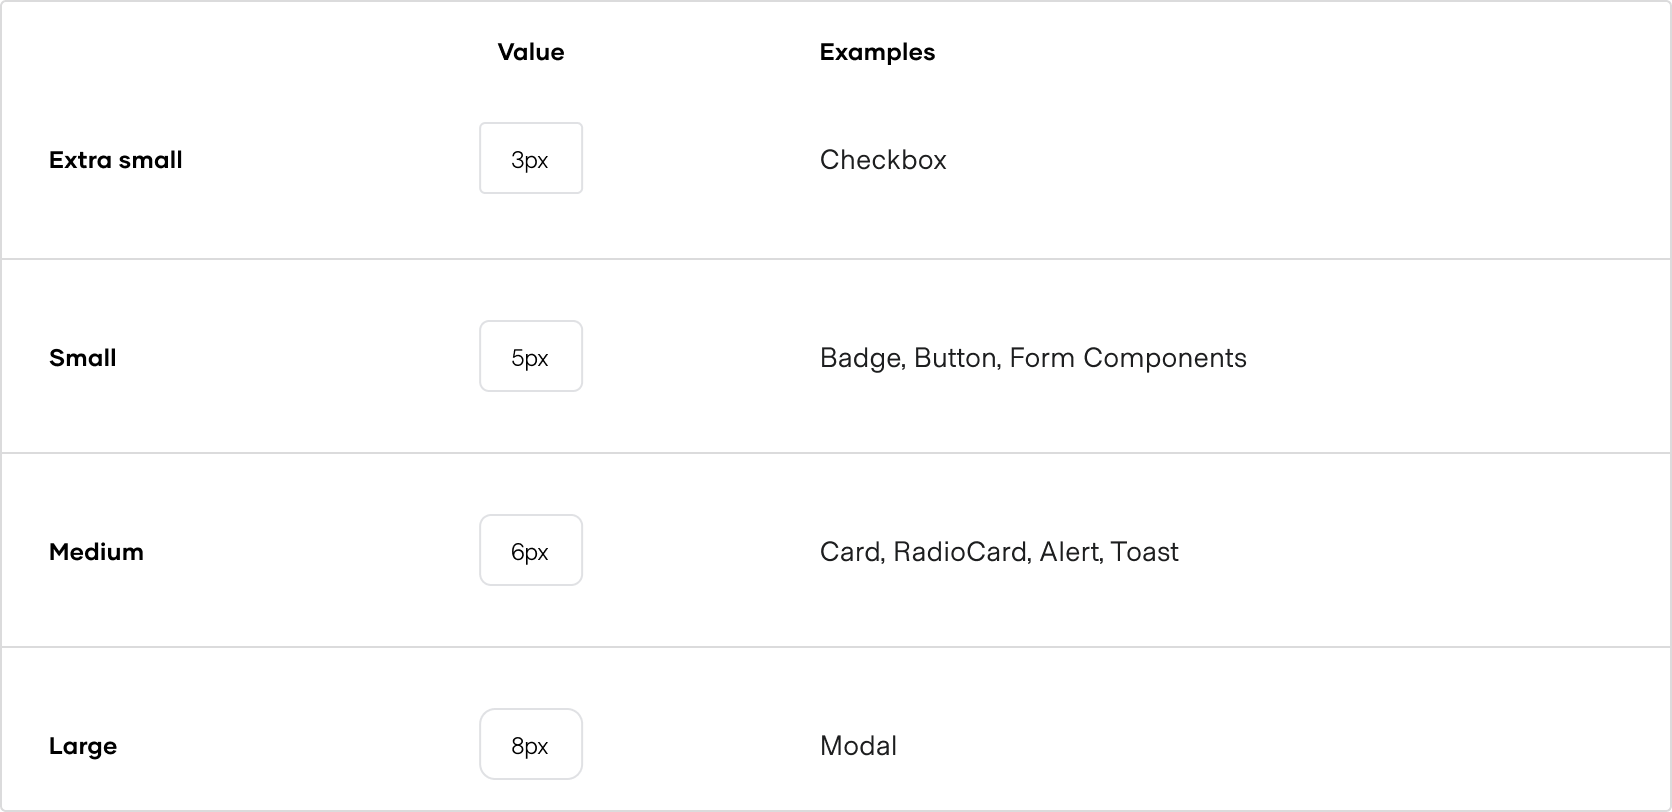 Value Examples
Extra small 3px Checkbox
Small 5px Badge, Button, Form Components
Medium 6px Card, RadioCard, Alert, Toast
Large 8px Modal